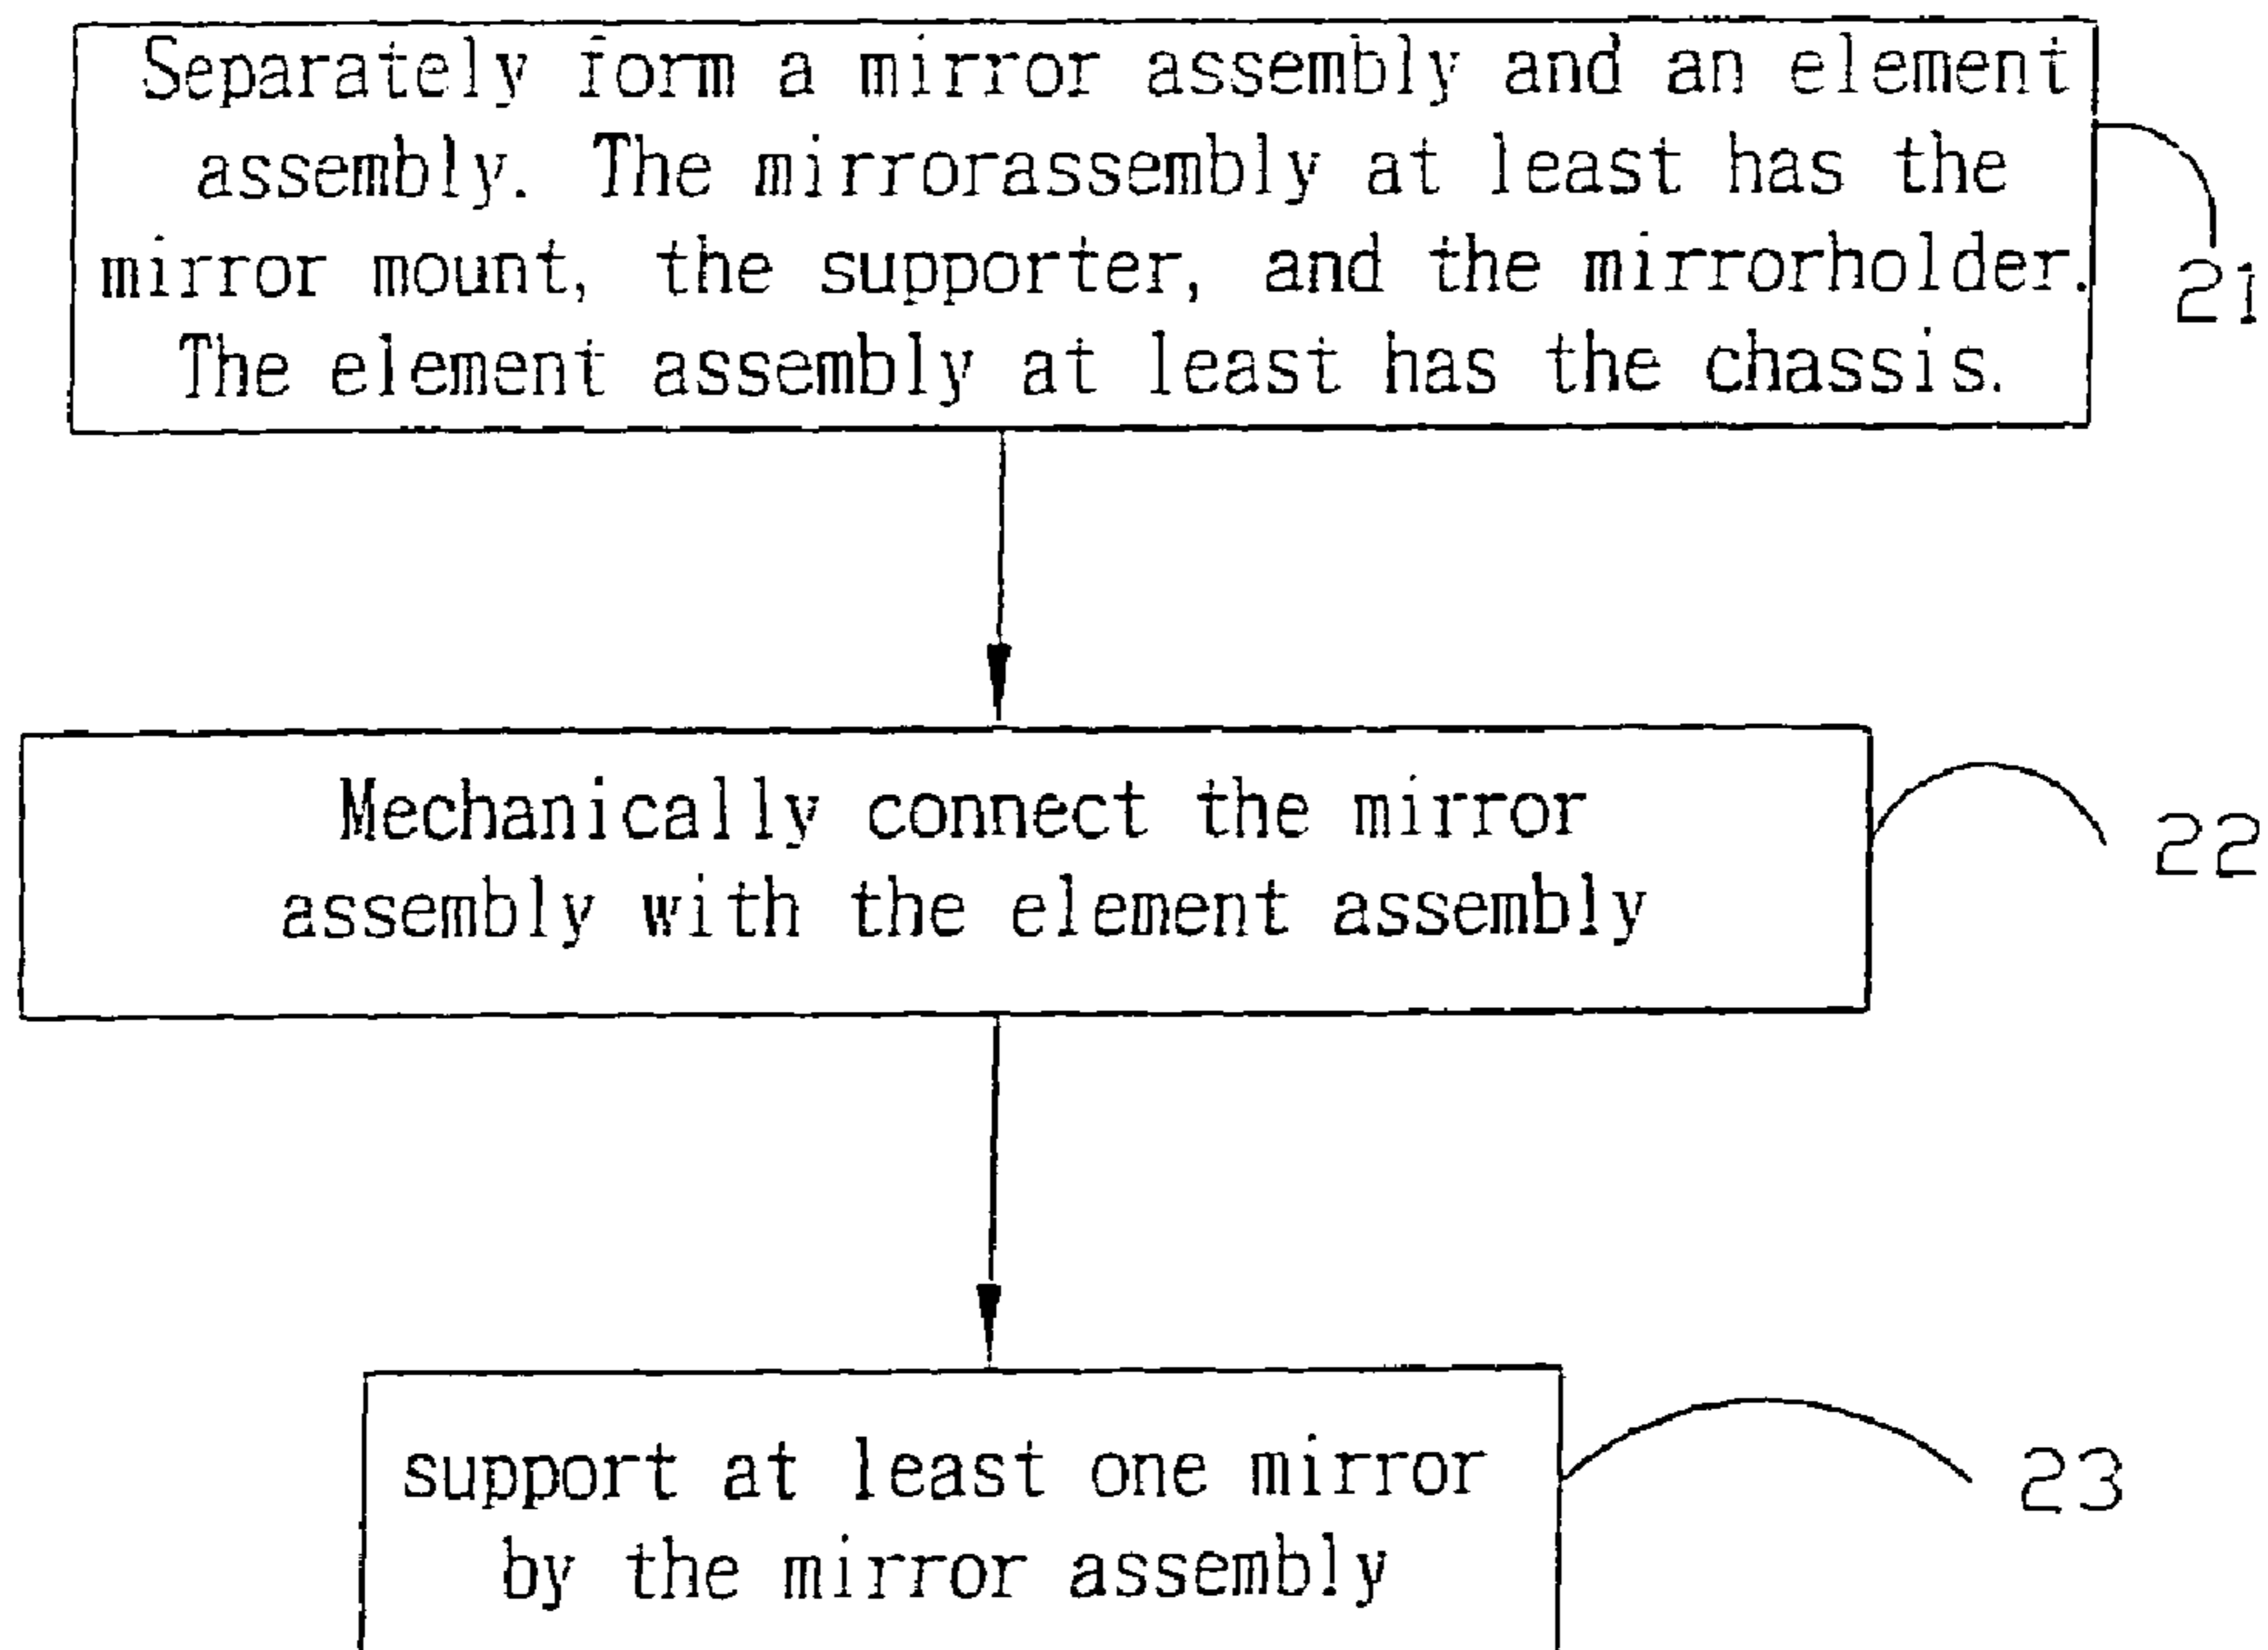 Separately form a mirror assembly and an element
assembly. The mirrorassembly at least has the
mirror mount, the supporter, and the mirrorholder.
The element assembly at least has the chassis.
21
Mechanically connect the mirror
assembly with the element assembly
22
support at least one mirror
by the mirror assembly
23